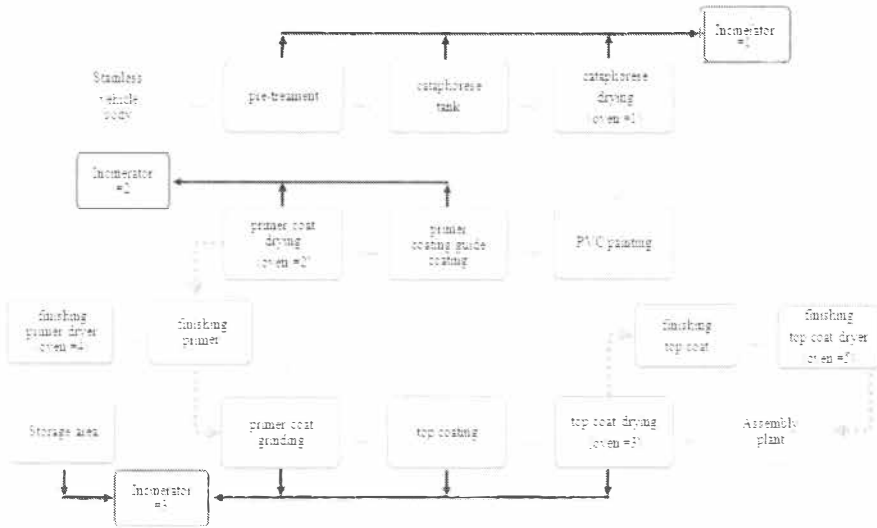 Incinerator
=1
Stainless
vehicle
body
pre-treament
cataphorese
tank
cataphorese
drying
(oven =1)
Incinerator
=2
primer coat
drying
(oven =2)
primer
coating guide
coating
PVC painting
finishing
primer dryer
(oven =4)
finishing
primer
finishing
top coat
finishing
top coat dryer
(oven =5)
Storage area
primer coat
grinding
top coating
top coat drying
(oven =3)
Assembly
plant
Incinerator
=3